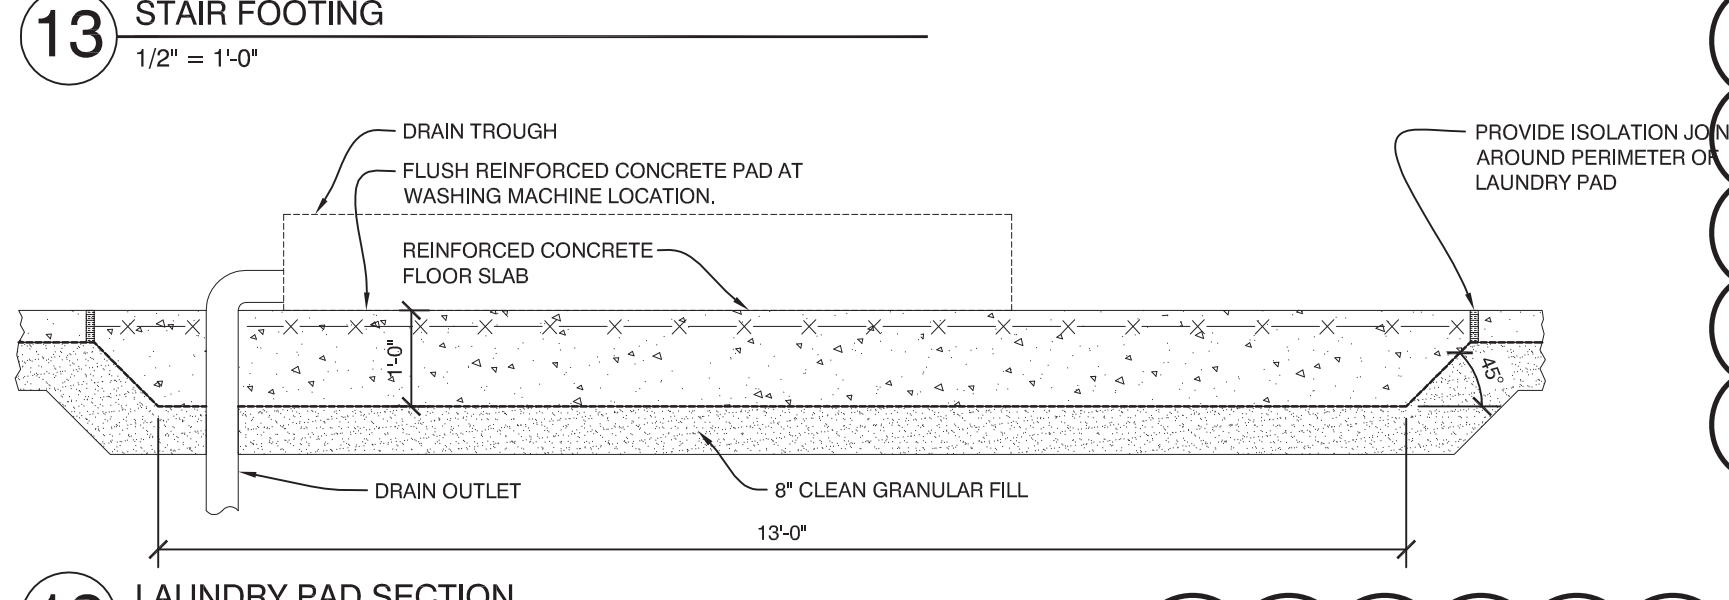 13
STAIR FOOTING
1/2" = 1'-0"
DRAIN TROUGH
FLUSH REINFORCED CONCRETE PAD AT
WASHING MACHINE LOCATION.
REINFORCED CONCRETE
FLOOR SLAB
PROVIDE ISOLATION JOIN
AROUND PERIMETER OF
LAUNDRY PAD
1'-0"
45°
DRAIN OUTLET
8" CLEAN GRANULAR FILL
13'-0"
LAUNDRY PAD SECTION